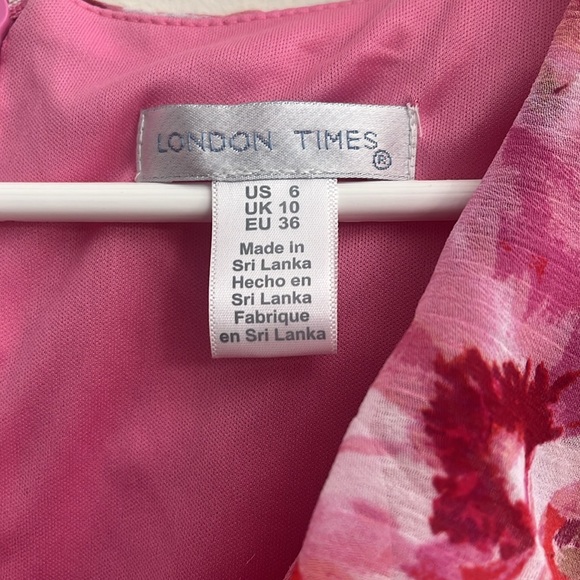 LONDON TIMES®
US 6
UK 10
EU 36
Made in
Sri Lanka
Hecho en
Sri Lanka
Fabrique
en Sri Lanka